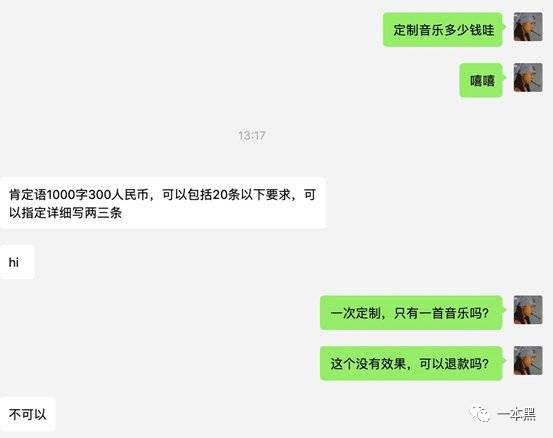 定制音乐多少钱哇
嘻嘻
13:17
肯定语1000字300人民币，可以包括20条以下要求，可
以指定详细写两三条
hi
一次定制，只有一首音乐吗？
这个没有效果，可以退款吗？
不可以
一本黑